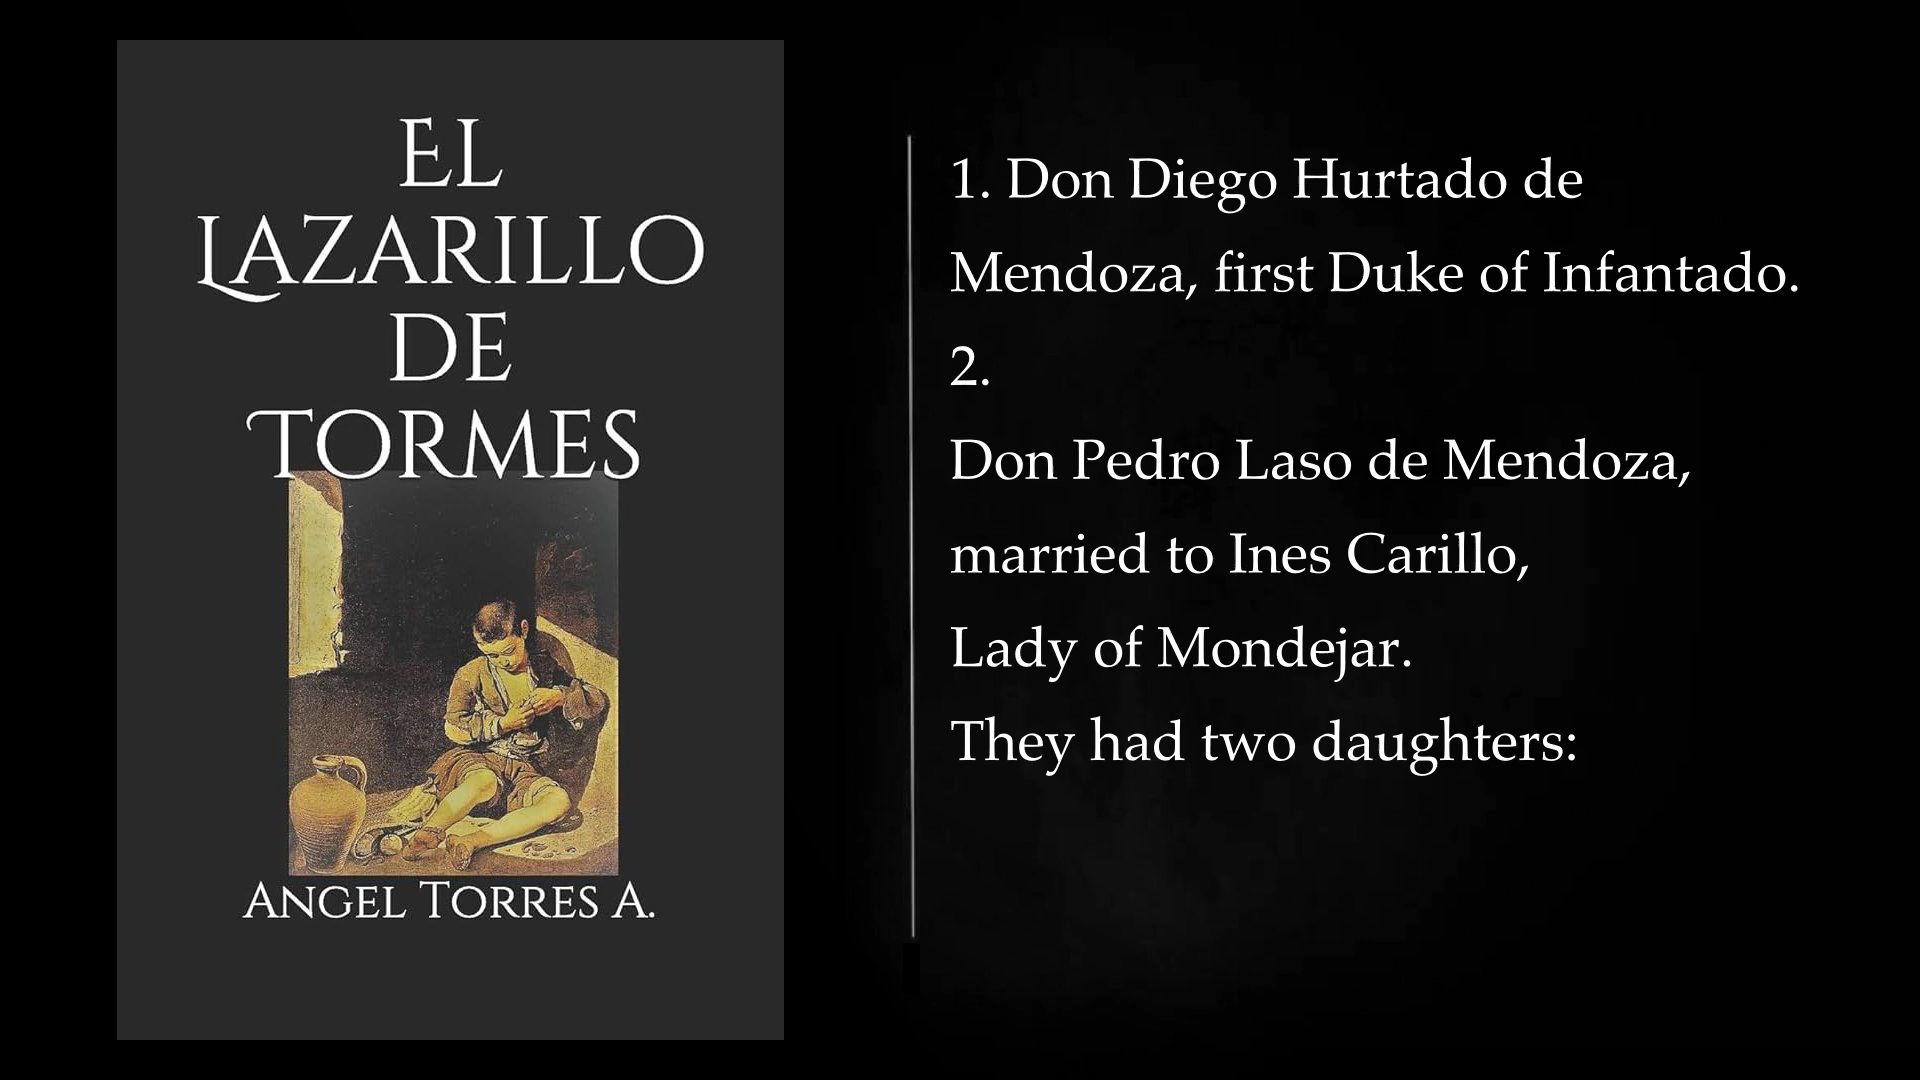 EL
LAZARILLO
DE
TORMES
ANGEL TORRES A.
1. Don Diego Hurtado de
Mendoza, first Duke of Infantado.
2.
Don Pedro Laso de Mendoza,
married to Ines Carillo,
Lady of Mondejar.
They had two daughters: